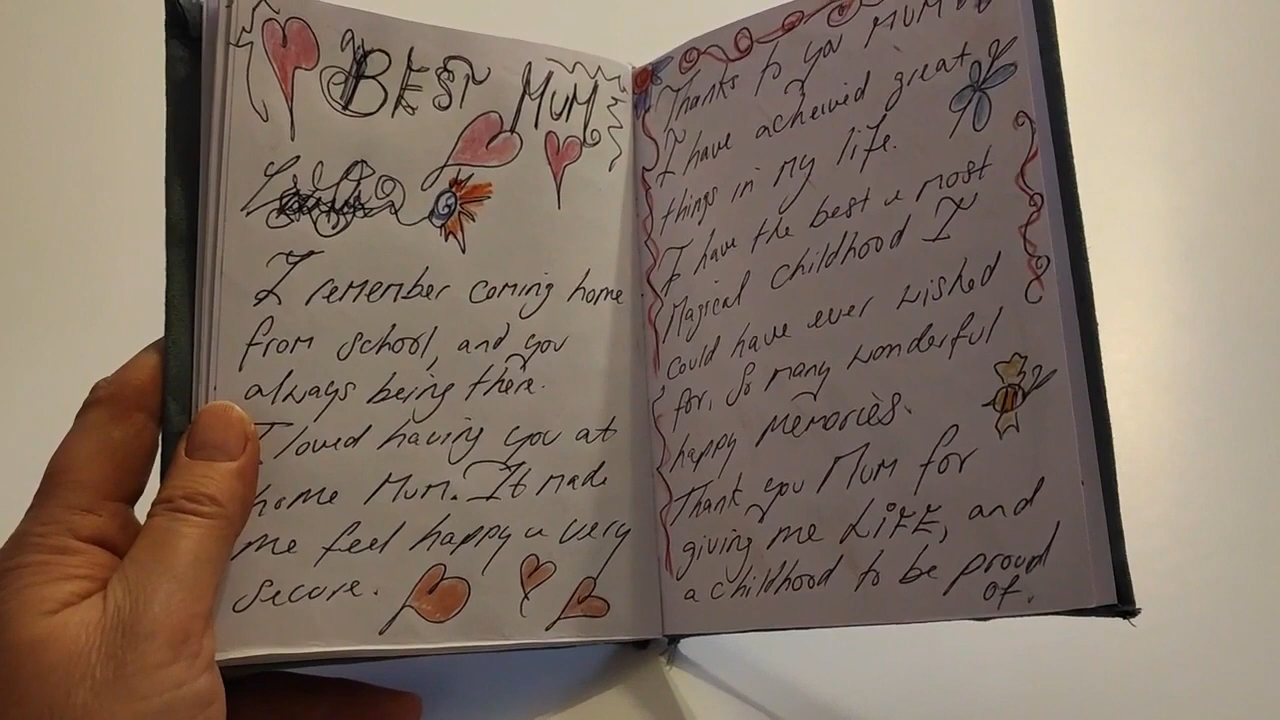 BEST MUM
I remember coming home
from school, and you
always being there.
I loved having you at
home Mum. It made
me feel happy & very
secure.
Thanks to you MUM
I have acheived great
things in my life.
I have the best & most
Magical childhood I
could have ever wished
for, So many wonderful
happy Memories.
Thank you Mum for
giving me LIFE, and
a childhood to be proud
of.